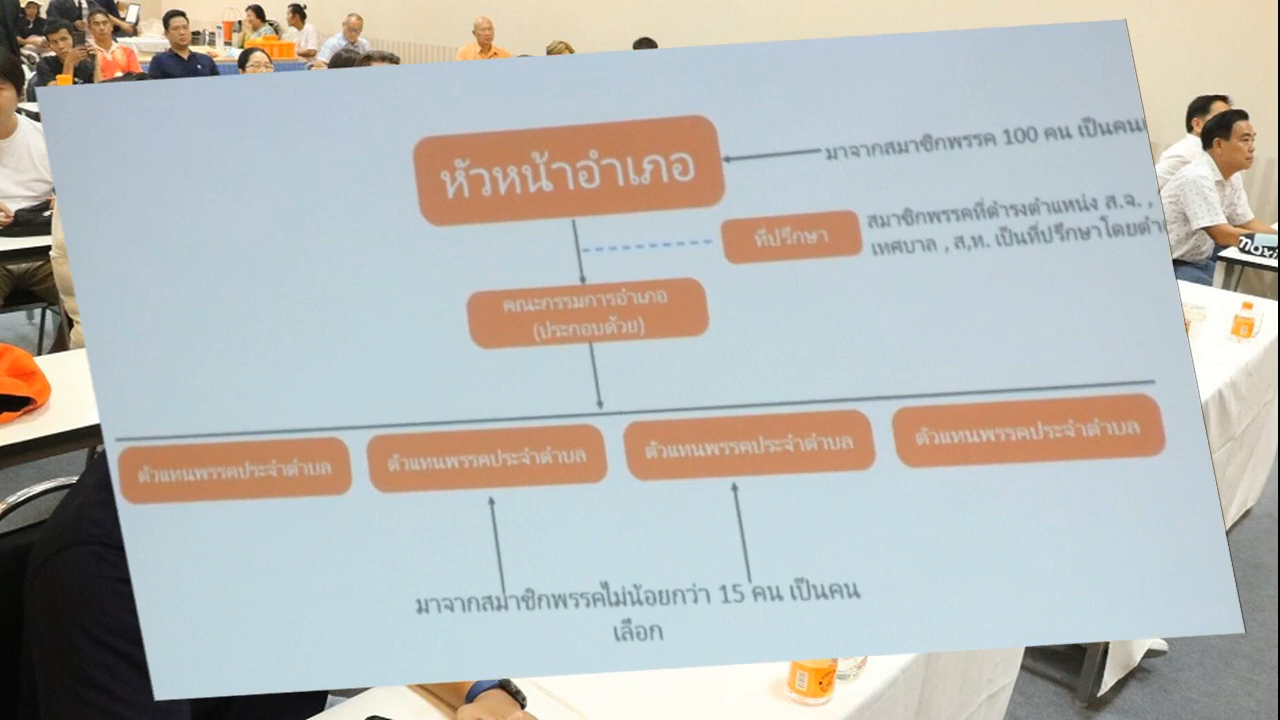 หัวหน้าอำเภอ
มาจากสมาชิกพรรค 100 คน เป็นคน
ที่ปรึกษา
สมาชิกพรรคที่ดำรงตำแหน่ง ส.จ. ,
เทศบาล , ส,ท. เป็นที่ปรึกษาโดย
คณะกรรมการอำเภอ
(ประกอบด้วย)
ตัวแทนพรรคประจำตำบล
ตัวแทนพรรคประจำตำบล
ตัวแทนพรรคประจำตำบล
ตัวแทนพรรคประจำตำบล
มาจากสมาชิกพรรคไม่น้อยกว่า 15 คน เป็นคน
เลือก